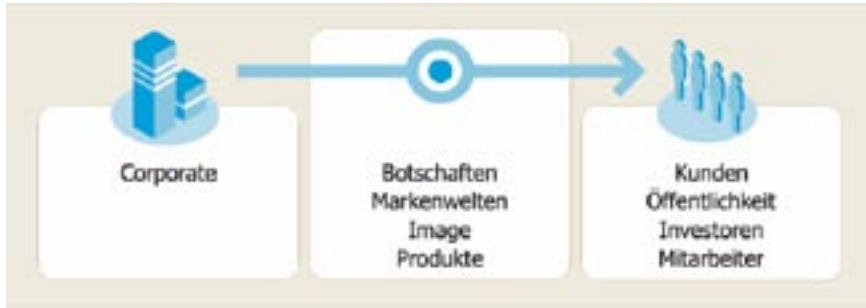 Corporate
Botschaften
Markenwelten
Image
Produkte
Kunden
Öffentlichkeit
Investoren
Mitarbeiter